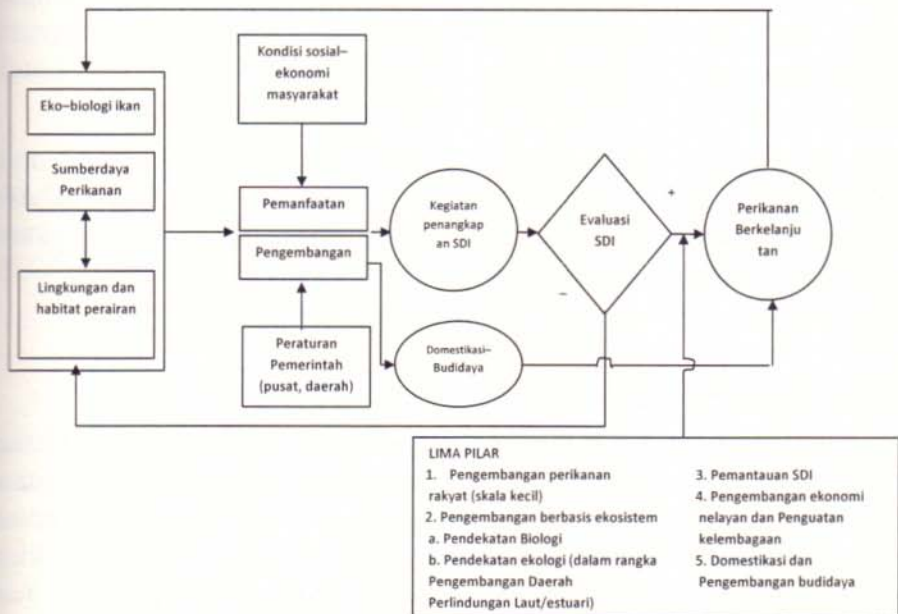 Eko–biologi ikan
Sumberdaya
Perikanan
Lingkungan dan
habitat perairan
Kondisi sosial–
ekonomi
masyarakat
Pemanfaatan
Pengembangan
Peraturan
Pemerintah
(pusat, daerah)
Kegiatan
penangkap
an SDI
Domestikasi–
Budidaya
Evaluasi
SDI
+
–
Perikanan
Berkelanju
tan
LIMA PILAR
1. Pengembangan perikanan
rakyat (skala kecil)
2. Pengembangan berbasis ekosistem
a. Pendekatan Biologi
b. Pendekatan ekologi (dalam rangka
Pengembangan Daerah
Perlindungan Laut/estuari)
3. Pemantauan SDI
4. Pengembangan ekonomi
nelayan dan Penguatan
kelembagaan
5. Domestikasi dan
Pengembangan budidaya